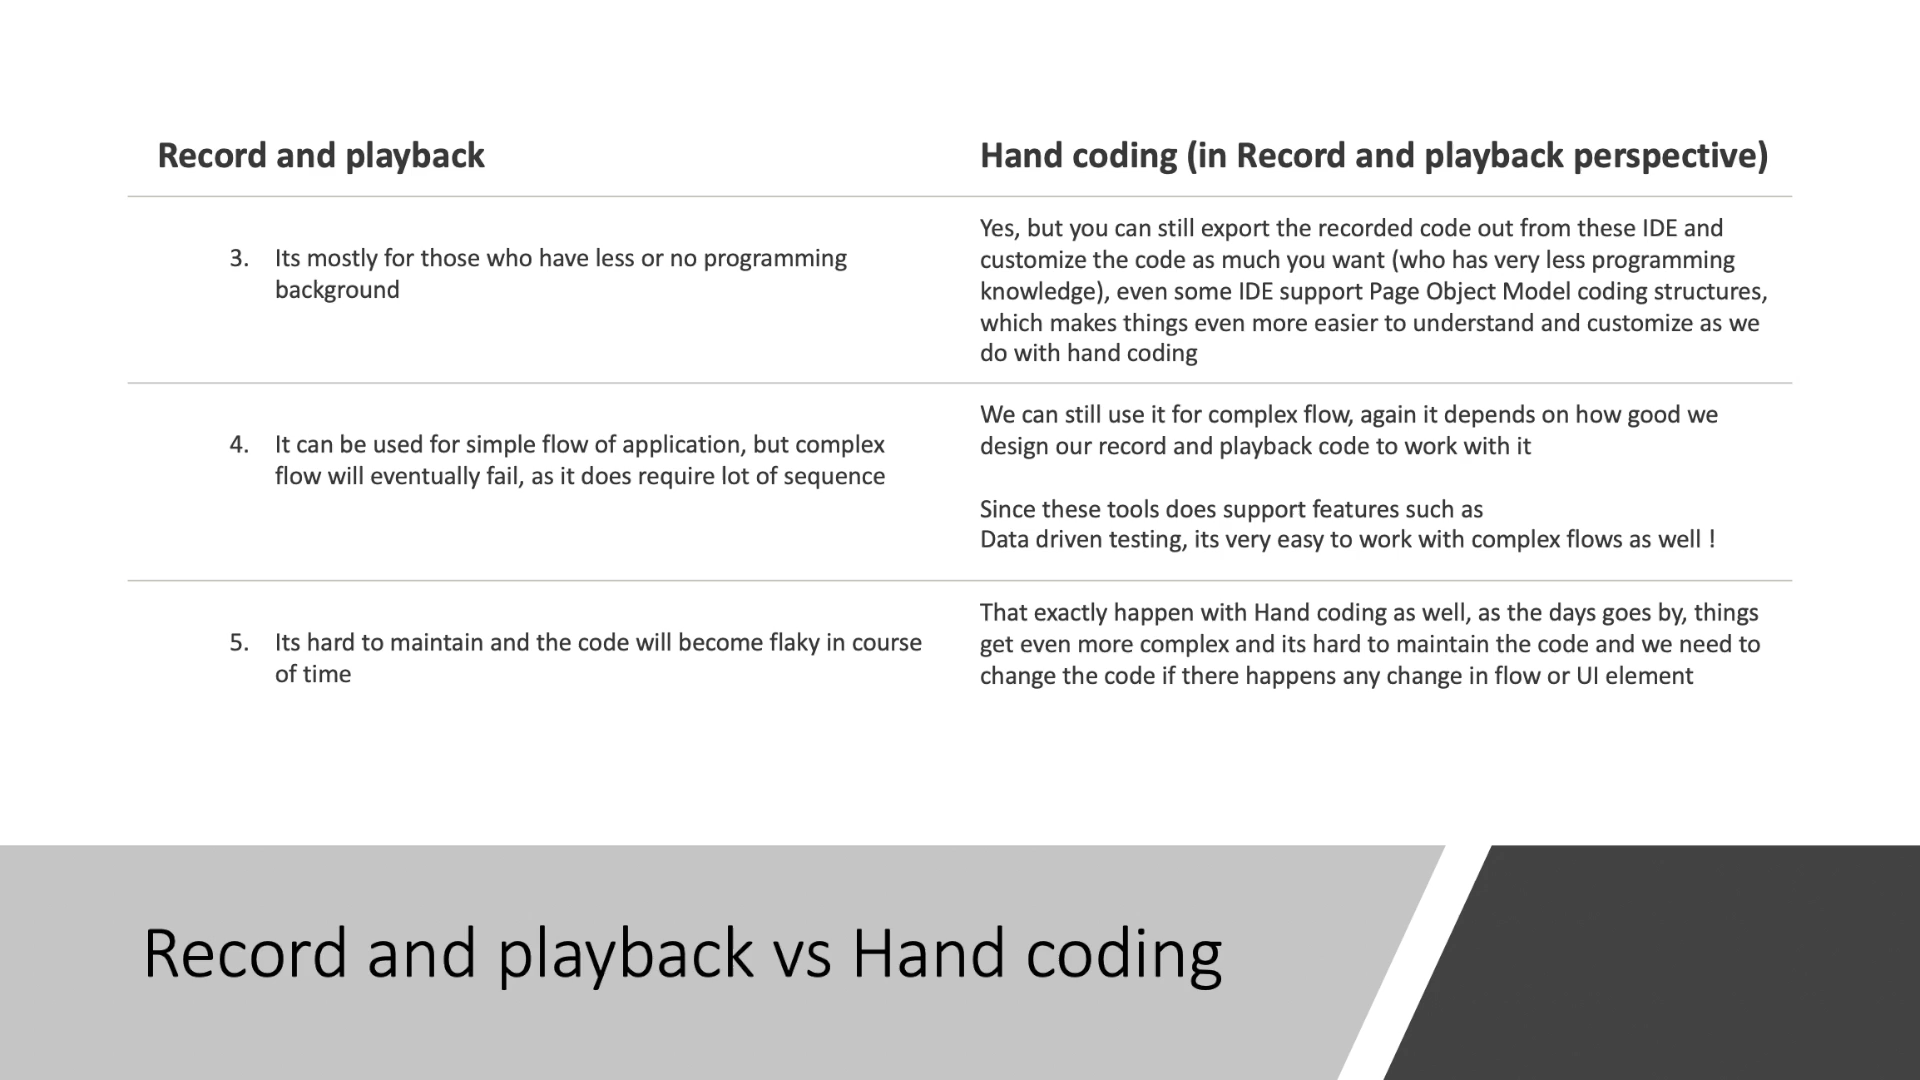 Record and playback
Hand coding (in Record and playback perspective)
3. Its mostly for those who have less or no programming
background
Yes, but you can still export the recorded code out from these IDE and
customize the code as much you want (who has very less programming
knowledge), even some IDE support Page Object Model coding structures,
which makes things even more easier to understand and customize as we
do with hand coding
4. It can be used for simple flow of application, but complex
flow will eventually fail, as it does require lot of sequence
We can still use it for complex flow, again it depends on how good we
design our record and playback code to work with it
Since these tools does support features such as
Data driven testing, its very easy to work with complex flows as well !
5. Its hard to maintain and the code will become flaky in course
of time
That exactly happen with Hand coding as well, as the days goes by, things
get even more complex and its hard to maintain the code and we need to
change the code if there happens any change in flow or UI element
Record and playback vs Hand coding